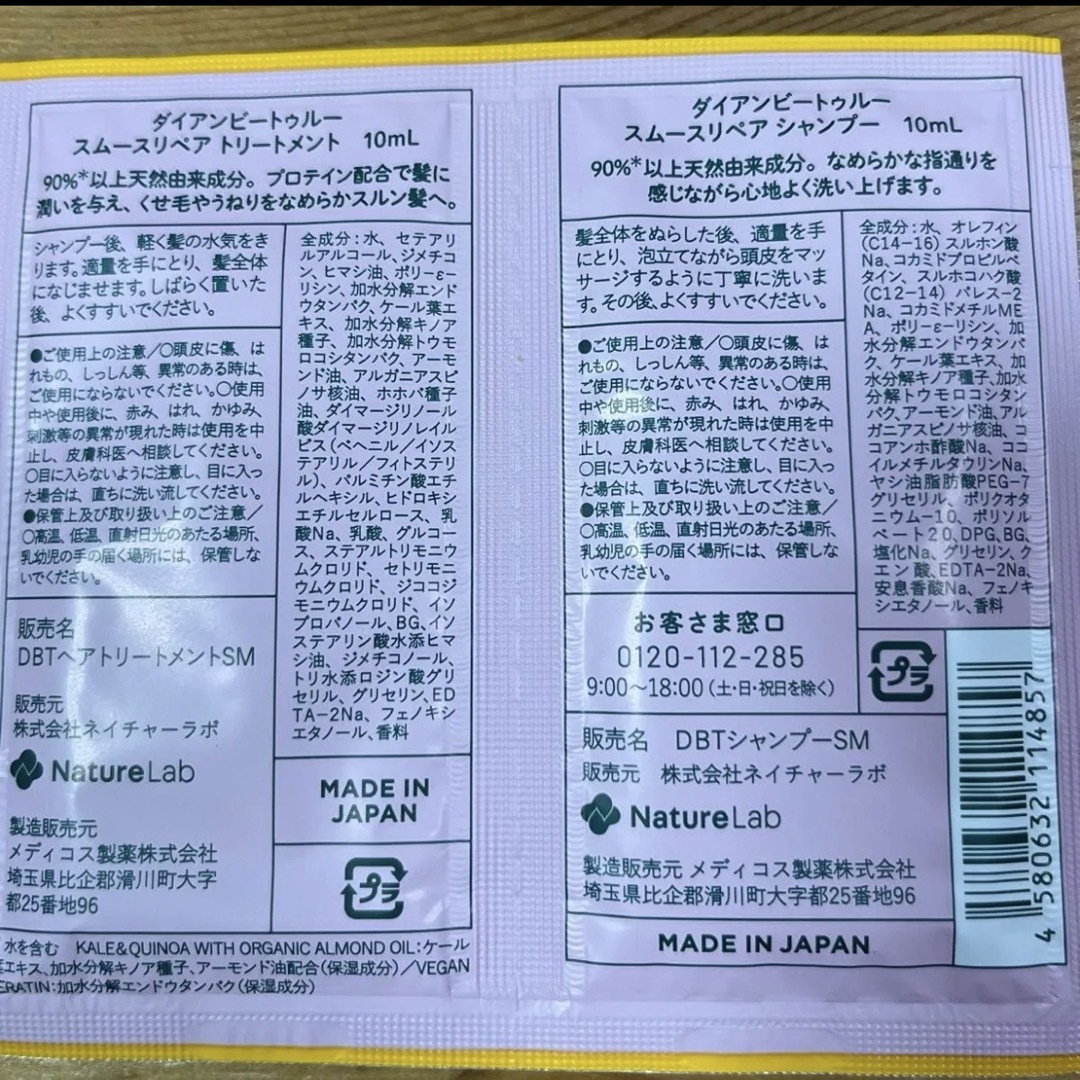 ダイアンビートゥルー
スムースリペア トリートメント 10mL
90%*以上天然由来成分。プロテイン配合で髪に
潤いを与え、くせ毛やうねりをなめらかスルン髪へ。
シャンプー後、軽く髪の水気をき
ります。適量を手にとり、髪全体
になじませます。しばらく置いた
後、よくすすいでください。
●ご使用上の注意/○頭皮に傷、は
れもの、しっしん等、異常のある時は、
ご使用にならないでください。○使用
中や使用後に、赤み、はれ、かゆみ、
刺激等の異常が現れた時は使用を中
止し、皮膚科医へ相談してください。
○目に入らないように注意し、目に入っ
た場合は、直ちに洗い流してください。
●保管上及び取り扱い上のご注意/
○高温、低温、直射日光のあたる場所、
乳幼児の手の届く場所には、保管しな
いでください。
販売名
DBTヘアトリートメントSM
販売元
株式会社ネイチャーラボ
NatureLab
製造販売元
メディコス製薬株式会社
埼玉県比企郡滑川町大字
都25番地96
全成分：水、セテアリ
ルアルコール、ジメチコ
ン、ヒマシ油、ポリ-ε-
リシン、加水分解エンド
ウタンパク、ケール葉エ
キス、加水分解キノア
種子、加水分解トウモ
ロコシタンパク、アーモ
ンド油、アルガニアスピ
ノサ核油、ホホバ種子
油、ダイマージリノール
酸ダイマージリノレイル
ビス(ベヘニル/イソス
テアリル/フィトステリ
ル)、パルミチン酸エチ
ルヘキシル、ヒドロキシ
エチルセルロース、乳
酸Na、乳酸、グルコー
ス、ステアルトリモニウ
ムクロリド、セトリモニ
ウムクロリド、ジココジ
モニウムクロリド、イソ
プロパノール、BG、イソ
ステアリン酸水添ヒマ
シ油、ジメチコノール、
トリ水添ロジン酸グリ
セリル、グリセリン、ED
TA-2Na、フェノキシ
エタノール、香料
MADE IN
JAPAN
プラ
水を含む KALE&QUINOA WITH ORGANIC ALMOND OIL:ケール
葉エキス、加水分解キノア種子、アーモンド油配合(保湿成分)/VEGAN
ERATIN:加水分解エンドウタンパク(保湿成分)
ダイアンビートゥルー
スムースリペア シャンプー 10mL
90%*以上天然由来成分。なめらかな指通りを
感じながら心地よく洗い上げます。
髪全体をぬらした後、適量を手
にとり、泡立てながら頭皮をマッ
サージするように丁寧に洗いま
す。その後、よくすすいでください。
●ご使用上の注意/○頭皮に傷、は
れもの、しっしん等、異常のある時は、
ご使用にならないでください。○使用
中や使用後に、赤み、はれ、かゆみ、
刺激等の異常が現れた時は使用を中
止し、皮膚科医へ相談してください。
○目に入らないように注意し、目に入っ
た場合は、直ちに洗い流してください。
●保管上及び取り扱い上のご注意/
○高温、低温、直射日光のあたる場所、
乳幼児の手の届く場所には、保管しな
いでください。
全成分：水、オレフィン
(C14-16)スルホン酸
Na、コカミドプロピルベ
タイン、スルホコハク酸
(C12-14)パレス-2
Na、コカミドメチルME
A、ポリ-ε-リシン、加
水分解エンドウタンパ
ク、ケール葉エキス、加
水分解キノア種子、加水
分解トウモロコシタン
パク、アーモンド油、アル
ガニアスピノサ核油、コ
コアンホ酢酸Na、ココ
イルメチルタウリンNa、
ヤシ油脂肪酸PEG-7
グリセリル、ポリクオタ
ニウム-10、ポリソル
ベート20、DPG、BG、
塩化Na、グリセリン、ク
エン酸、EDTA-2Na、
安息香酸Na、フェノキ
シエタノール、香料
お客さま窓口
0120-112-285
9:00〜18:00(土・日・祝日を除く)
プラ
販売名 DBTシャンプーSM
販売元 株式会社ネイチャーラボ
NatureLab
製造販売元 メディコス製薬株式会社
埼玉県比企郡滑川町大字都25番地96
MADE IN JAPAN
4 580632 114857